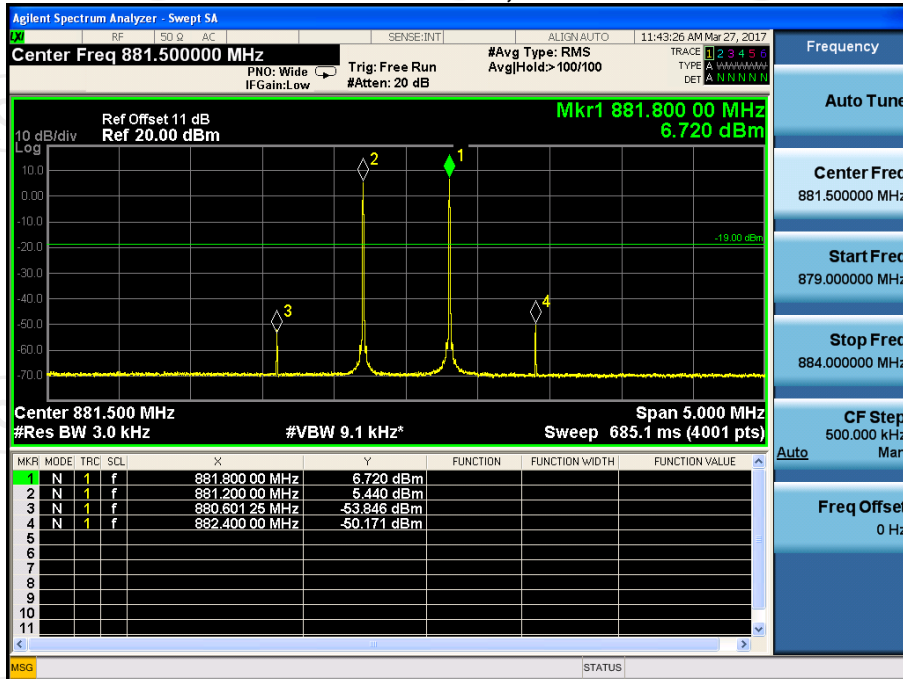 Agilent Spectrum Analyzer - Swept SA
LXI RF 50 Ω AC SENSE:INT ALIGN AUTO 11:43:26 AM Mar 27, 2017
Center Freq 881.500000 MHz
PNO: Wide
IFGain:Low
Trig: Free Run
#Atten: 20 dB
#Avg Type: RMS
Avg|Hold:>100/100
TRACE 1 2 3 4 5 6
TYPE A WWWWW
DET A N N N N N
Mkr1 881.800 00 MHz
6.720 dBm
Ref Offset 11 dB
10 dB/div Ref 20.00 dBm
Log
10.0
0.00
-10.0
-20.0
-30.0
-40.0
-50.0
-60.0
-70.0
2
1
-19.00 dBm
3
4
Center 881.500 MHz Span 5.000 MHz
#Res BW 3.0 kHz #VBW 9.1 kHz* Sweep 685.1 ms (4001 pts)
MKR MODE TRC SCL X Y FUNCTION FUNCTION WIDTH FUNCTION VALUE
1 N 1 f 881.800 00 MHz 6.720 dBm
2 N 1 f 881.200 00 MHz 5.440 dBm
3 N 1 f 880.601 25 MHz -53.846 dBm
4 N 1 f 882.400 00 MHz -50.171 dBm
5
6
7
8
9
10
11
MSG STATUS
Frequency
Auto Tune
Center Freq
881.500000 MHz
Start Freq
879.000000 MHz
Stop Freq
884.000000 MHz
CF Step
500.000 kHz
Auto Man
Freq Offset
0 Hz